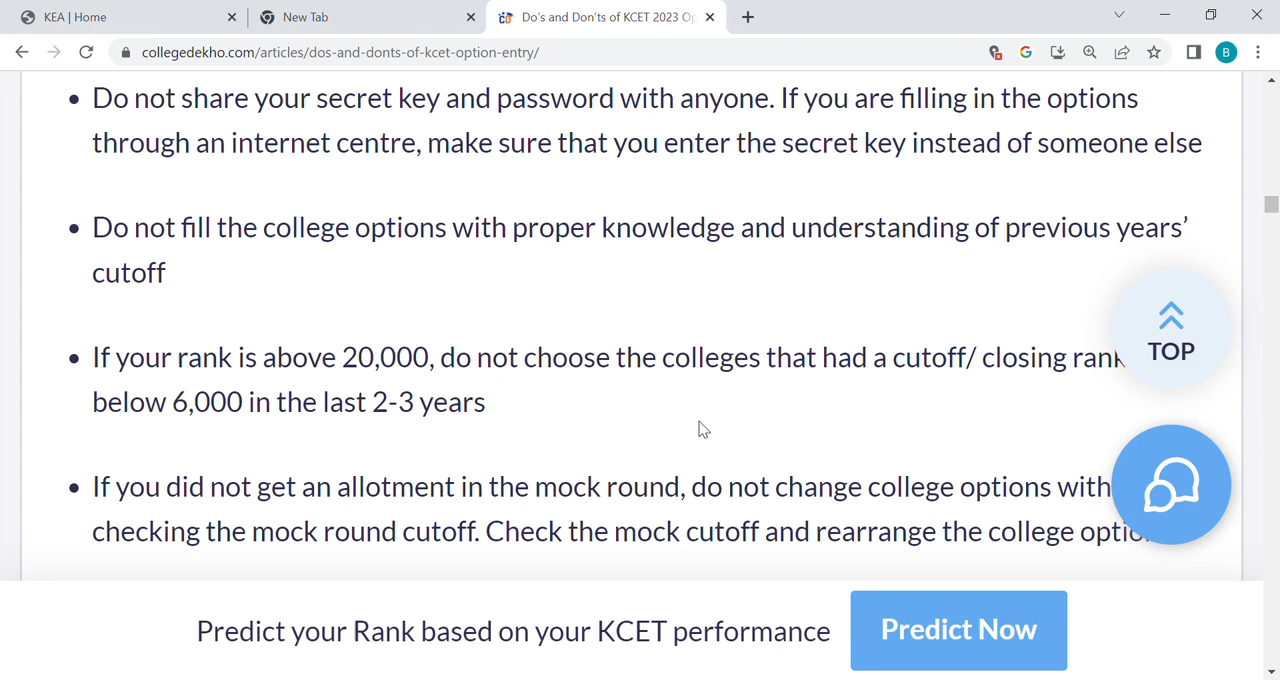 KEA | Home
New Tab
Do's and Don'ts of KCET 2023 Op
collegedekho.com/articles/dos-and-donts-of-kcet-option-entry/
B
Do not share your secret key and password with anyone. If you are filling in the options
through an internet centre, make sure that you enter the secret key instead of someone else
Do not fill the college options with proper knowledge and understanding of previous years’
cutoff
If your rank is above 20,000, do not choose the colleges that had a cutoff/ closing rank
below 6,000 in the last 2-3 years
TOP
If you did not get an allotment in the mock round, do not change college options with
checking the mock round cutoff. Check the mock cutoff and rearrange the college
Predict your Rank based on your KCET performance
Predict Now